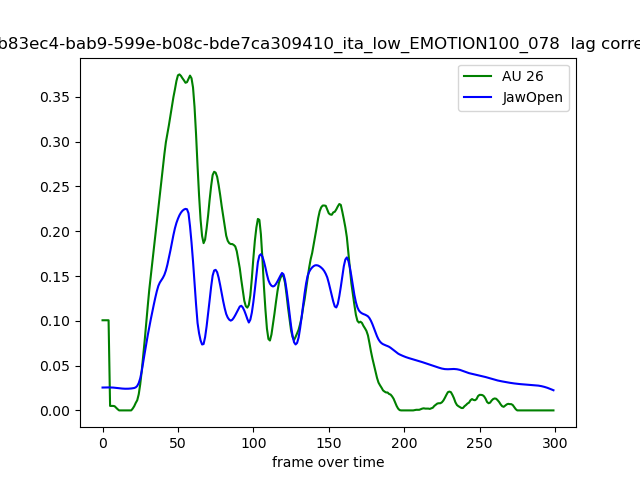 b83ec4-bab9-599e-b08c-bde7ca309410_ita_low_EMOTION100_078 lag corre
AU 26
JawOpen
0.35
0.30
0.25
0.20
0.15
0.10
0.05
0.00
0 50 100 150 200 250 300
frame over time